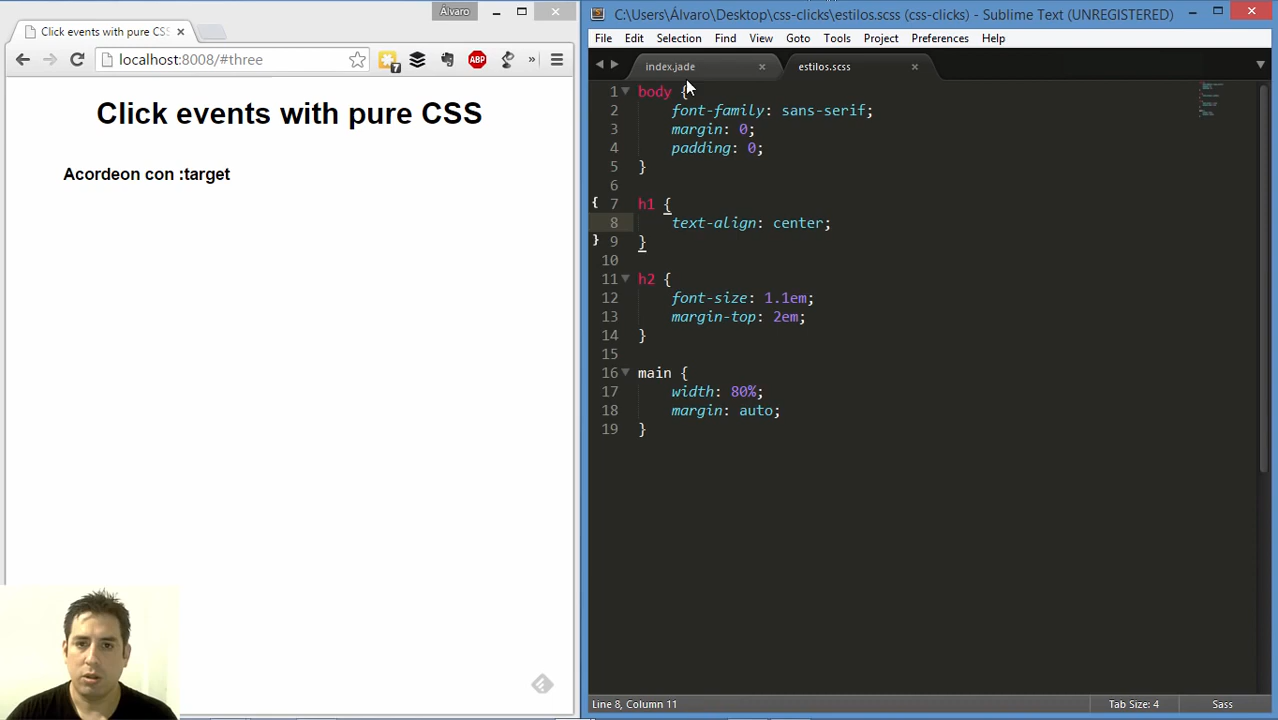 Álvaro
Click events with pure CSS
localhost:8008/#three
7
ABP
»
Click events with pure CSS
Acordeon con :target
C:\Users\Álvaro\Desktop\css-clicks\estilos.scss (css-clicks) - Sublime Text (UNREGISTERED)
File Edit Selection Find View Goto Tools Project Preferences Help
index.jade
estilos.scss
1 body {
2 font-family: sans-serif;
3 margin: 0;
4 padding: 0;
5 }
6
{ 7 h1 {
8 text-align: center;
} 9 }
10
11 h2 {
12 font-size: 1.1em;
13 margin-top: 2em;
14 }
15
16 main {
17 width: 80%;
18 margin: auto;
19 }
Line 8, Column 11
Tab Size: 4
Sass